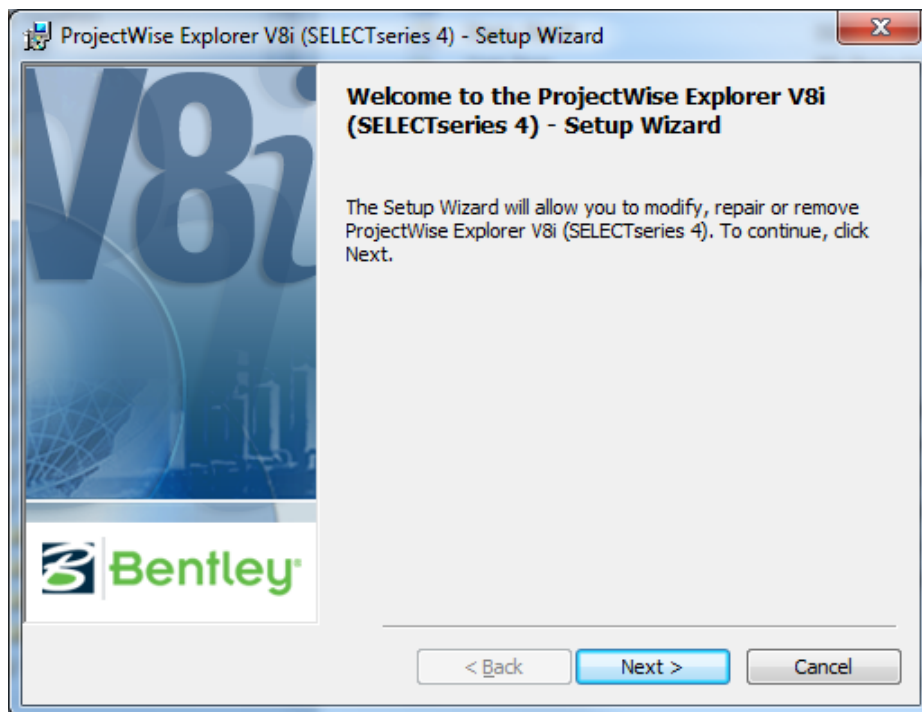 ProjectWise Explorer V8i (SELECTseries 4) - Setup Wizard
V8i
Welcome to the ProjectWise Explorer V8i
(SELECTseries 4) - Setup Wizard
The Setup Wizard will allow you to modify, repair or remove
ProjectWise Explorer V8i (SELECTseries 4). To continue, click
Next.
Bentley®
< Back
Next >
Cancel